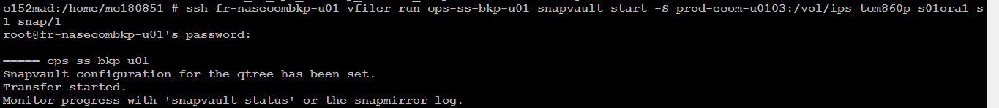 c152mad:/home/mc180851 # ssh fr-nasecombkp-u01 vfiler run cps-ss-bkp-u01 snapvault start -S prod-ecom-u0103:/vol/ips_tcm860p_s01ora1_s
1_snap/1
root@fr-nasecombkp-u01's password:
===== cps-ss-bkp-u01
Snapvault configuration for the qtree has been set.
Transfer started.
Monitor progress with 'snapvault status' or the snapmirror log.